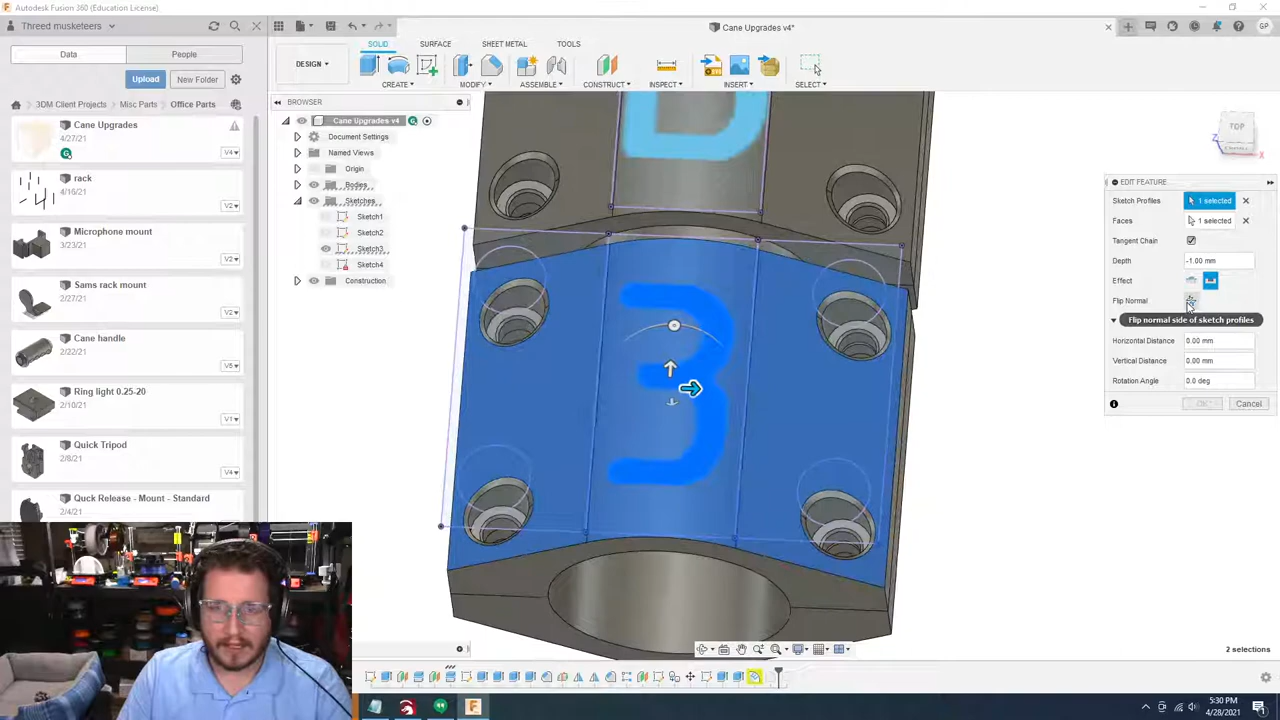 Autodesk Fusion 360 (Education License)
Threed musketeers
Cane Upgrades v4*
GP
Data
People
Upload
New Folder
3DM Client Projects
Misc Parts
Office Parts
Cane Upgrades
4/27/21
G
V4
rack
4/16/21
V2
Microphone mount
3/23/21
V2
Sams rack mount
2/27/21
V2
Cane handle
2/22/21
V5
Ring light 0.25-20
2/10/21
V1
Quick Tripod
2/8/21
V4
Quck Release - Mount - Standard
2/4/21
SOLID
SURFACE
SHEET METAL
TOOLS
DESIGN
CREATE
MODIFY
ASSEMBLE
CONSTRUCT
INSPECT
INSERT
SELECT
BROWSER
Cane Upgrades v4
Document Settings
Named Views
Origin
Bodies
Sketches
Sketch1
Sketch2
Sketch3
Sketch4
Construction
3
TOP
Z
X
EDIT FEATURE
Sketch Profiles
1 selected
Faces
1 selected
Tangent Chain
Depth
-1.00 mm
Effect
Flip Normal
Flip normal side of sketch profiles
Horizontal Distance
0.00 mm
Vertical Distance
0.00 mm
Rotation Angle
0.0 deg
Cancel
2 selections
5:30 PM
4/28/2021